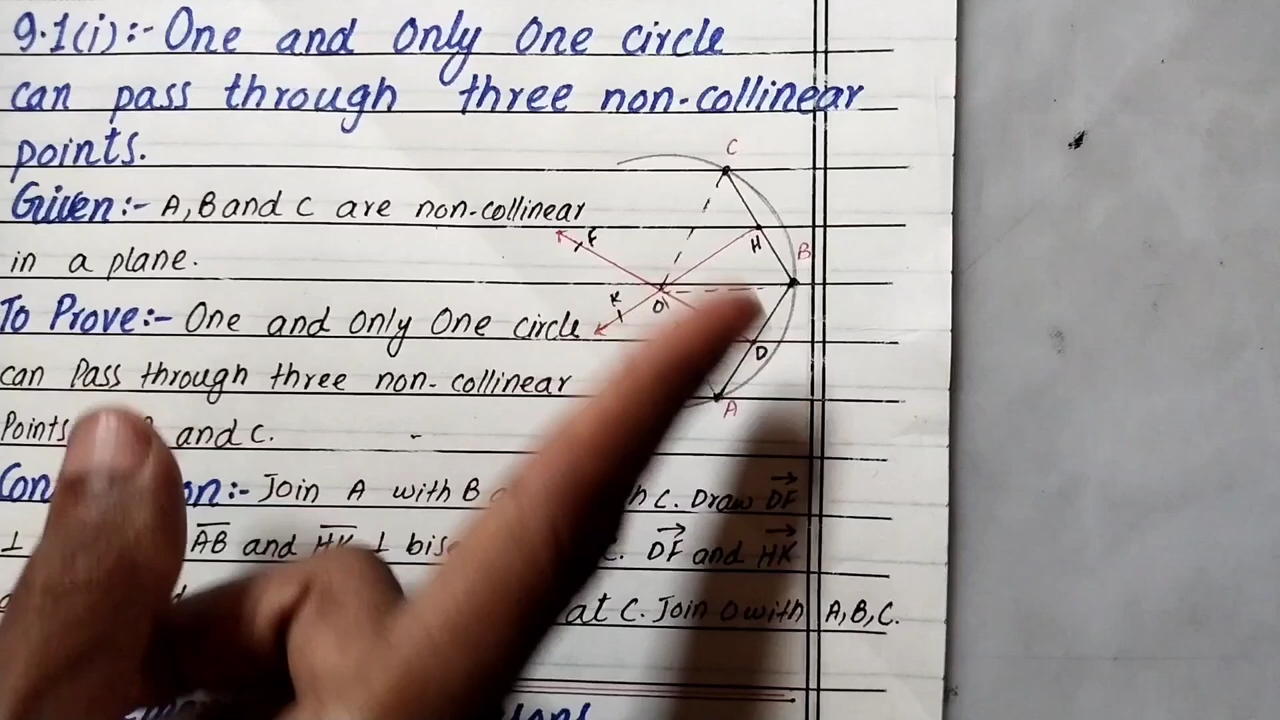 9.1(i):- One and only one circle
can pass through three non-collinear
points.
Given:- A, B and C are non-collinear
in a plane.
To Prove:- One and only One circle
can Pass through three non-collinear
Points and C.
Join A with B C. Draw DF
⊥ AB and HK ⊥ DF and HK
at C. Join O with A,B,C.
C
F
H
B
K
O
D
A